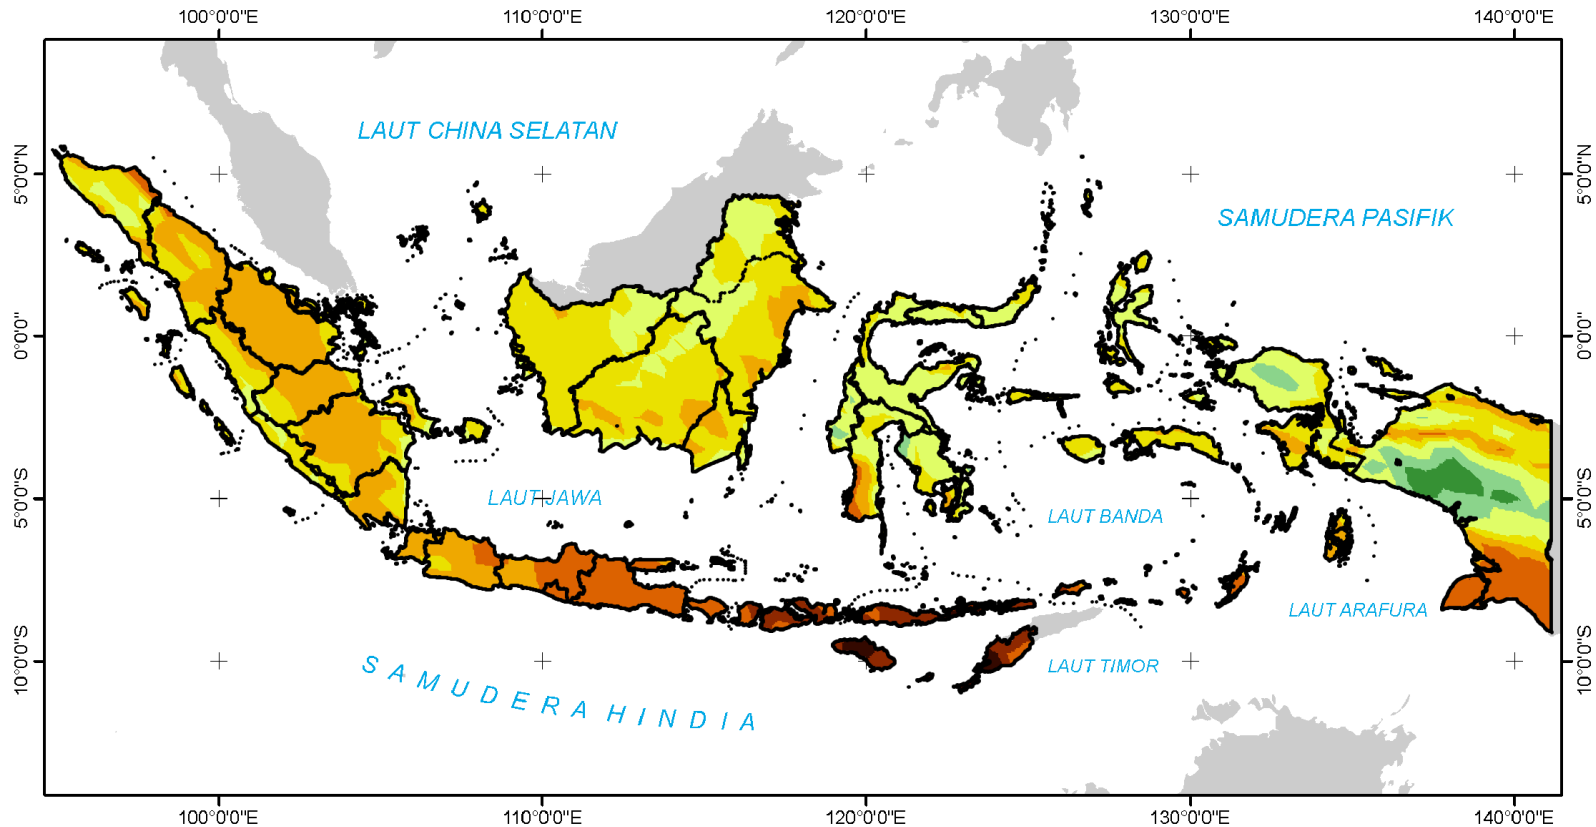 100°0'0"E 110°0'0"E 120°0'0"E 130°0'0"E 140°0'0"E
LAUT CHINA SELATAN
5°0'0"N 5°0'0"N
SAMUDERA PASIFIK
0°0'0" 0°0'0"
5°0'0"S 5°0'0"S
LAUT JAWA
LAUT BANDA
LAUT ARAFURA
10°0'0"S 10°0'0"S
LAUT TIMOR
SAMUDERA HINDIA
100°0'0"E 110°0'0"E 120°0'0"E 130°0'0"E 140°0'0"E